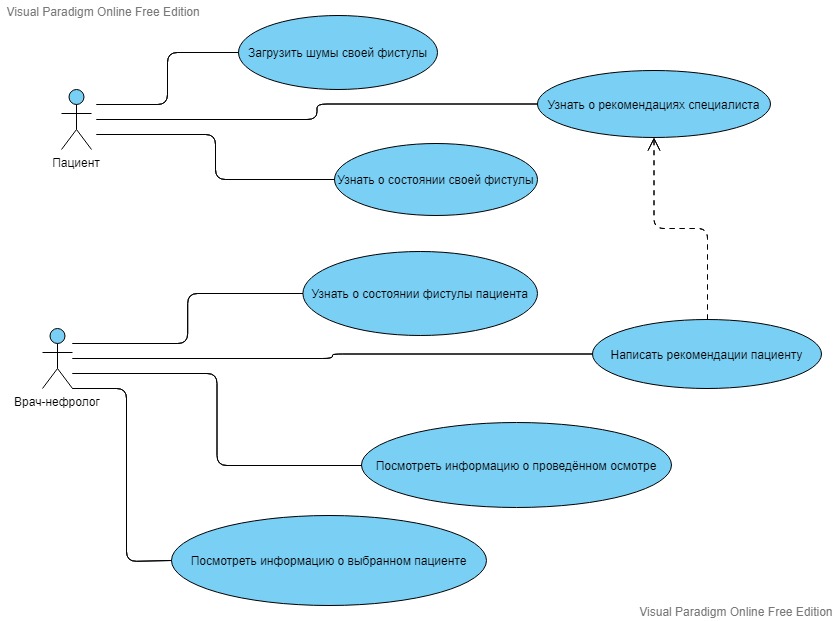 Visual Paradigm Online Free Edition
Загрузить шумы своей фистулы
Узнать о рекомендациях специалиста
Пациент
Узнать о состоянии своей фистулы
Узнать о состоянии фистулы пациента
Написать рекомендации пациенту
Врач-нефролог
Посмотреть информацию о проведённом осмотре
Посмотреть информацию о выбранном пациенте
Visual Paradigm Online Free Edition